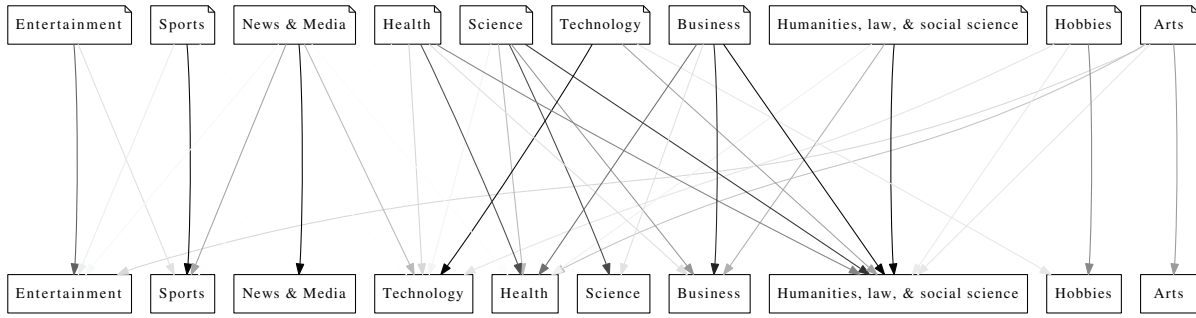 Entertainment Sports News & Media Health Science Technology Business Humanities, law, & social science Hobbies Arts
Entertainment Sports News & Media Technology Health Science Business Humanities, law, & social science Hobbies Arts